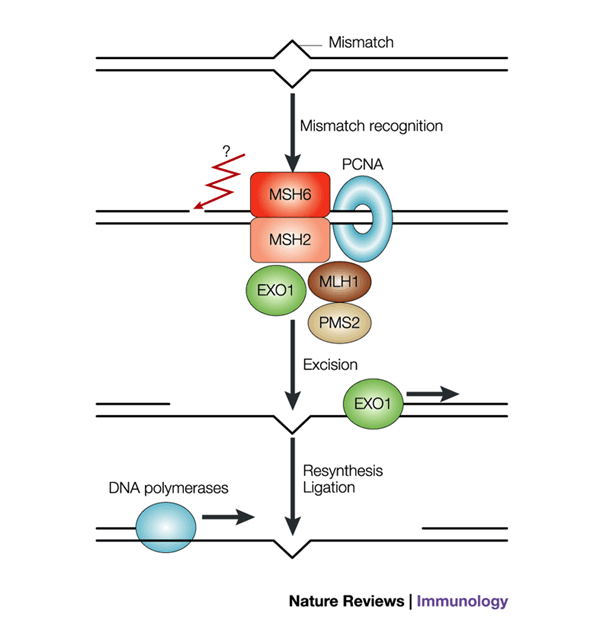 Mismatch
Mismatch recognition
?
PCNA
MSH6
MSH2
EXO1
MLH1
PMS2
Excision
EXO1
Resynthesis
Ligation
DNA polymerases
Nature Reviews | Immunology